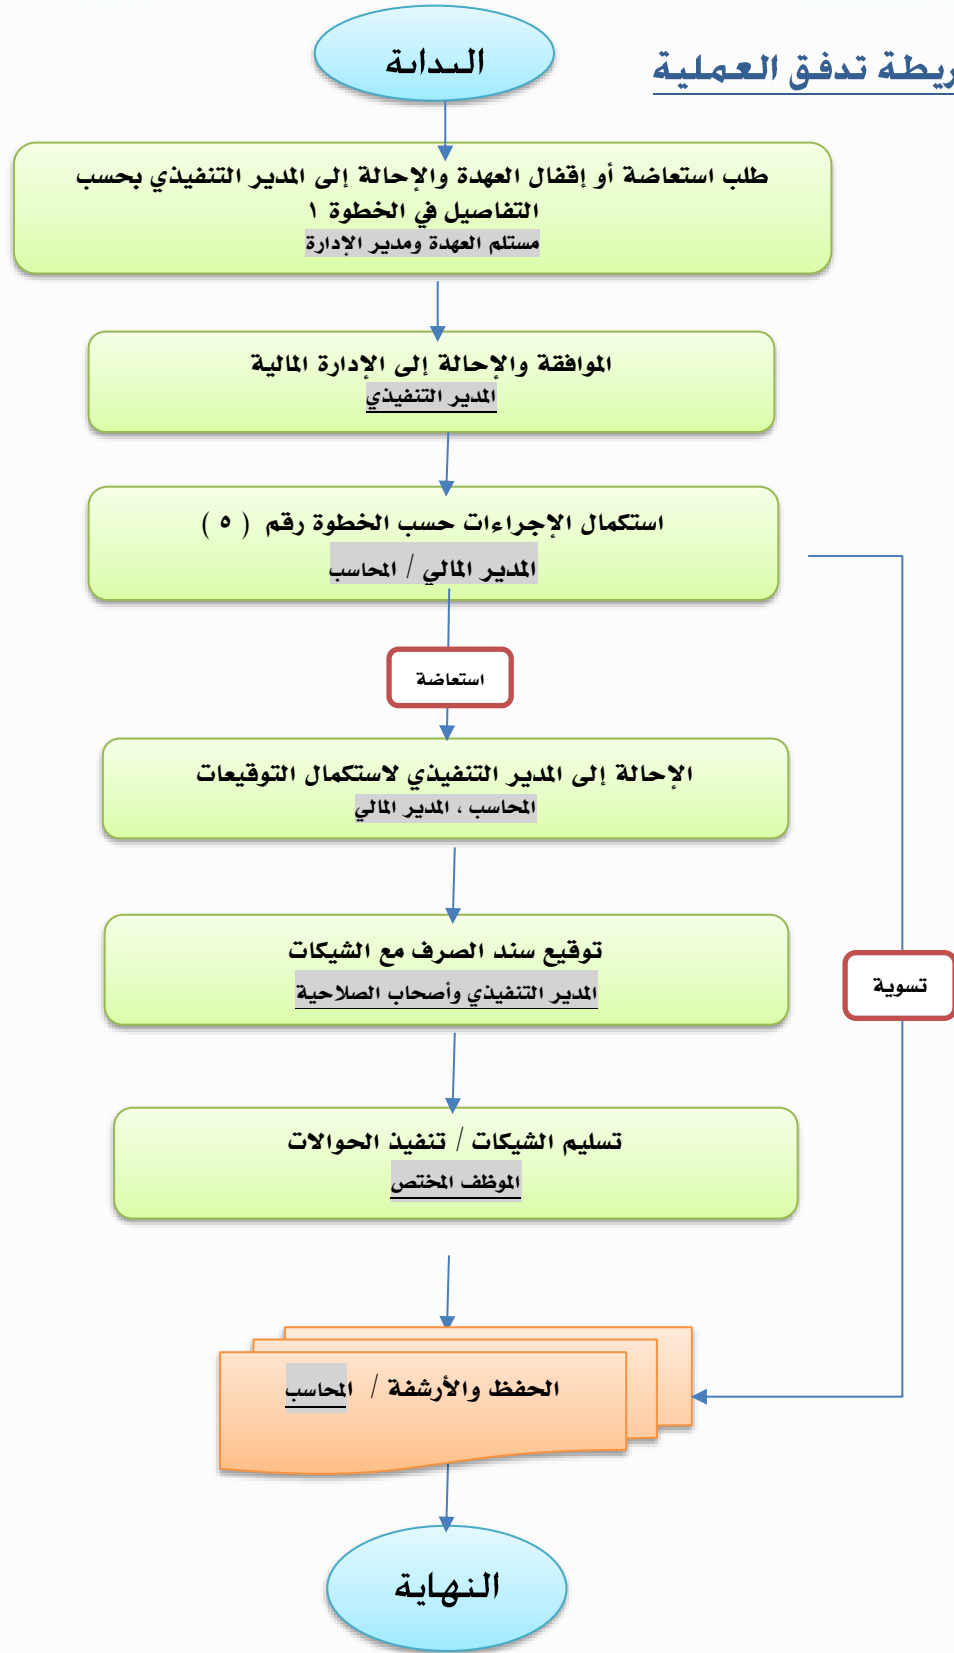 ريطة تدفق العملية
البداية
طلب استعاضة أو إقفال العهدة والإحالة إلى المدير التنفيذي بحسب
التفاصيل في الخطوة ١
مستلم العهدة ومدير الإدارة
الموافقة والإحالة إلى الإدارة المالية
المدير التنفيذي
استكمال الإجراءات حسب الخطوة رقم ( ٥ )
المدير المالي / المحاسب
استعاضة
الإحالة إلى المدير التنفيذي لاستكمال التوقيعات
المحاسب ، المدير المالي
توقيع سند الصرف مع الشيكات
المدير التنفيذي وأصحاب الصلاحية
تسوية
تسليم الشيكات / تنفيذ الحوالات
الموظف المختص
الحفظ والأرشفة / المحاسب
النهاية